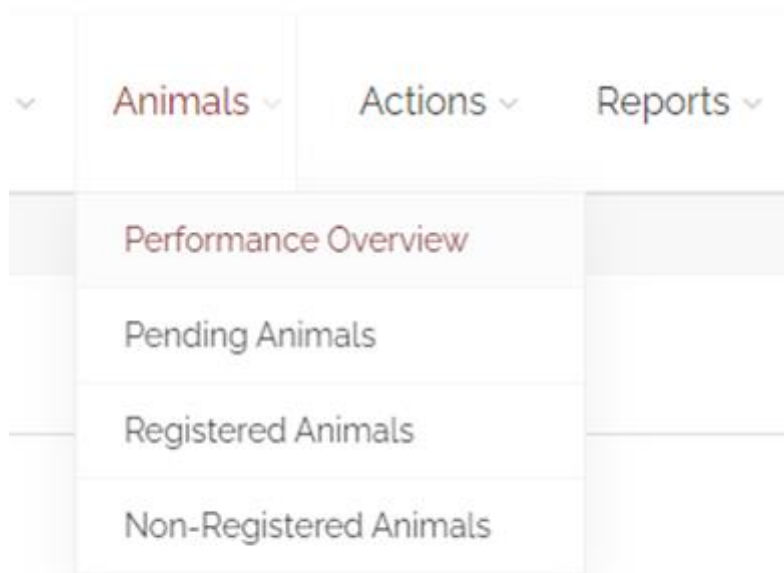 Animals Actions Reports
Performance Overview
Pending Animals
Registered Animals
Non-Registered Animals